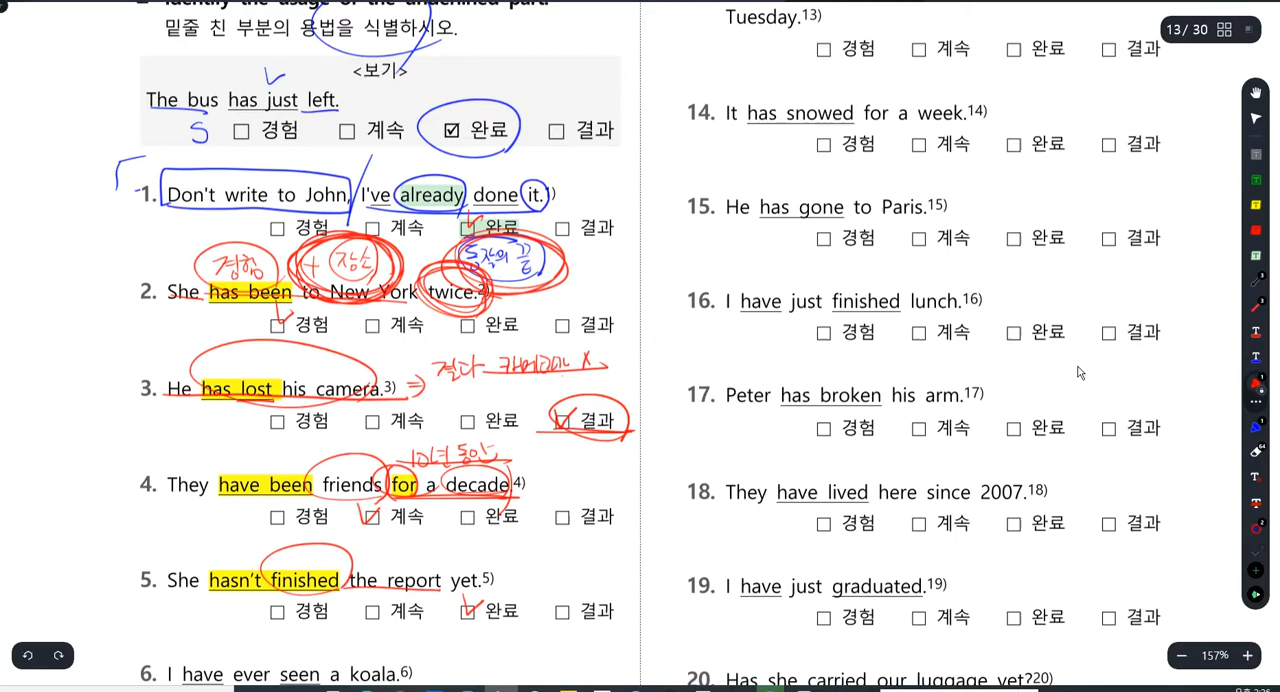 Identify the usage of the underlined part.
밑줄 친 부분의 용법을 식별하시오.
<보기>
The bus has just left.
S □ 경험 □ 계속 ☑ 완료 □ 결과
1. Don't write to John, I've already done it.1)
□ 경험 □ 계속 □ 완료 □ 결과
경험 + 장소 동작의 끝
2. She has been to New York twice.2)
□ 경험 □ 계속 □ 완료 □ 결과
3. He has lost his camera.3) ⇒ 결과 카메라 X
□ 경험 □ 계속 □ 완료 □ 결과
10년 동안
4. They have been friends for a decade.4)
□ 경험 □ 계속 □ 완료 □ 결과
5. She hasn't finished the report yet.5)
□ 경험 □ 계속 □ 완료 □ 결과
6. I have ever seen a koala.6)
Tuesday.13)
□ 경험 □ 계속 □ 완료 □ 결과
14. It has snowed for a week.14)
□ 경험 □ 계속 □ 완료 □ 결과
15. He has gone to Paris.15)
□ 경험 □ 계속 □ 완료 □ 결과
16. I have just finished lunch.16)
□ 경험 □ 계속 □ 완료 □ 결과
17. Peter has broken his arm.17)
□ 경험 □ 계속 □ 완료 □ 결과
18. They have lived here since 2007.18)
□ 경험 □ 계속 □ 완료 □ 결과
19. I have just graduated.19)
□ 경험 □ 계속 □ 완료 □ 결과
20. Has she carried our luggage yet?20)
13 / 30
157%